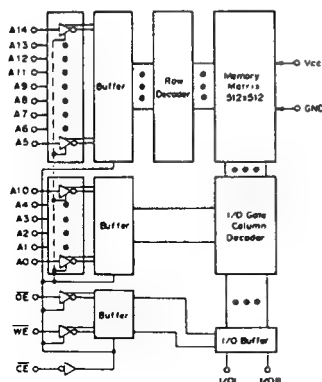 A14
A13
A12
A11
A9
A8
A7
A6
A5
Buffer
Row
Decoder
Memory
Matrix
512x512
Vcc
GND
A10
A4
A3
A2
A1
A0
Buffer
I/O Gate
Column
Decoder
OE
WE
CE
Buffer
I/O Buffer
I/O1
I/O8